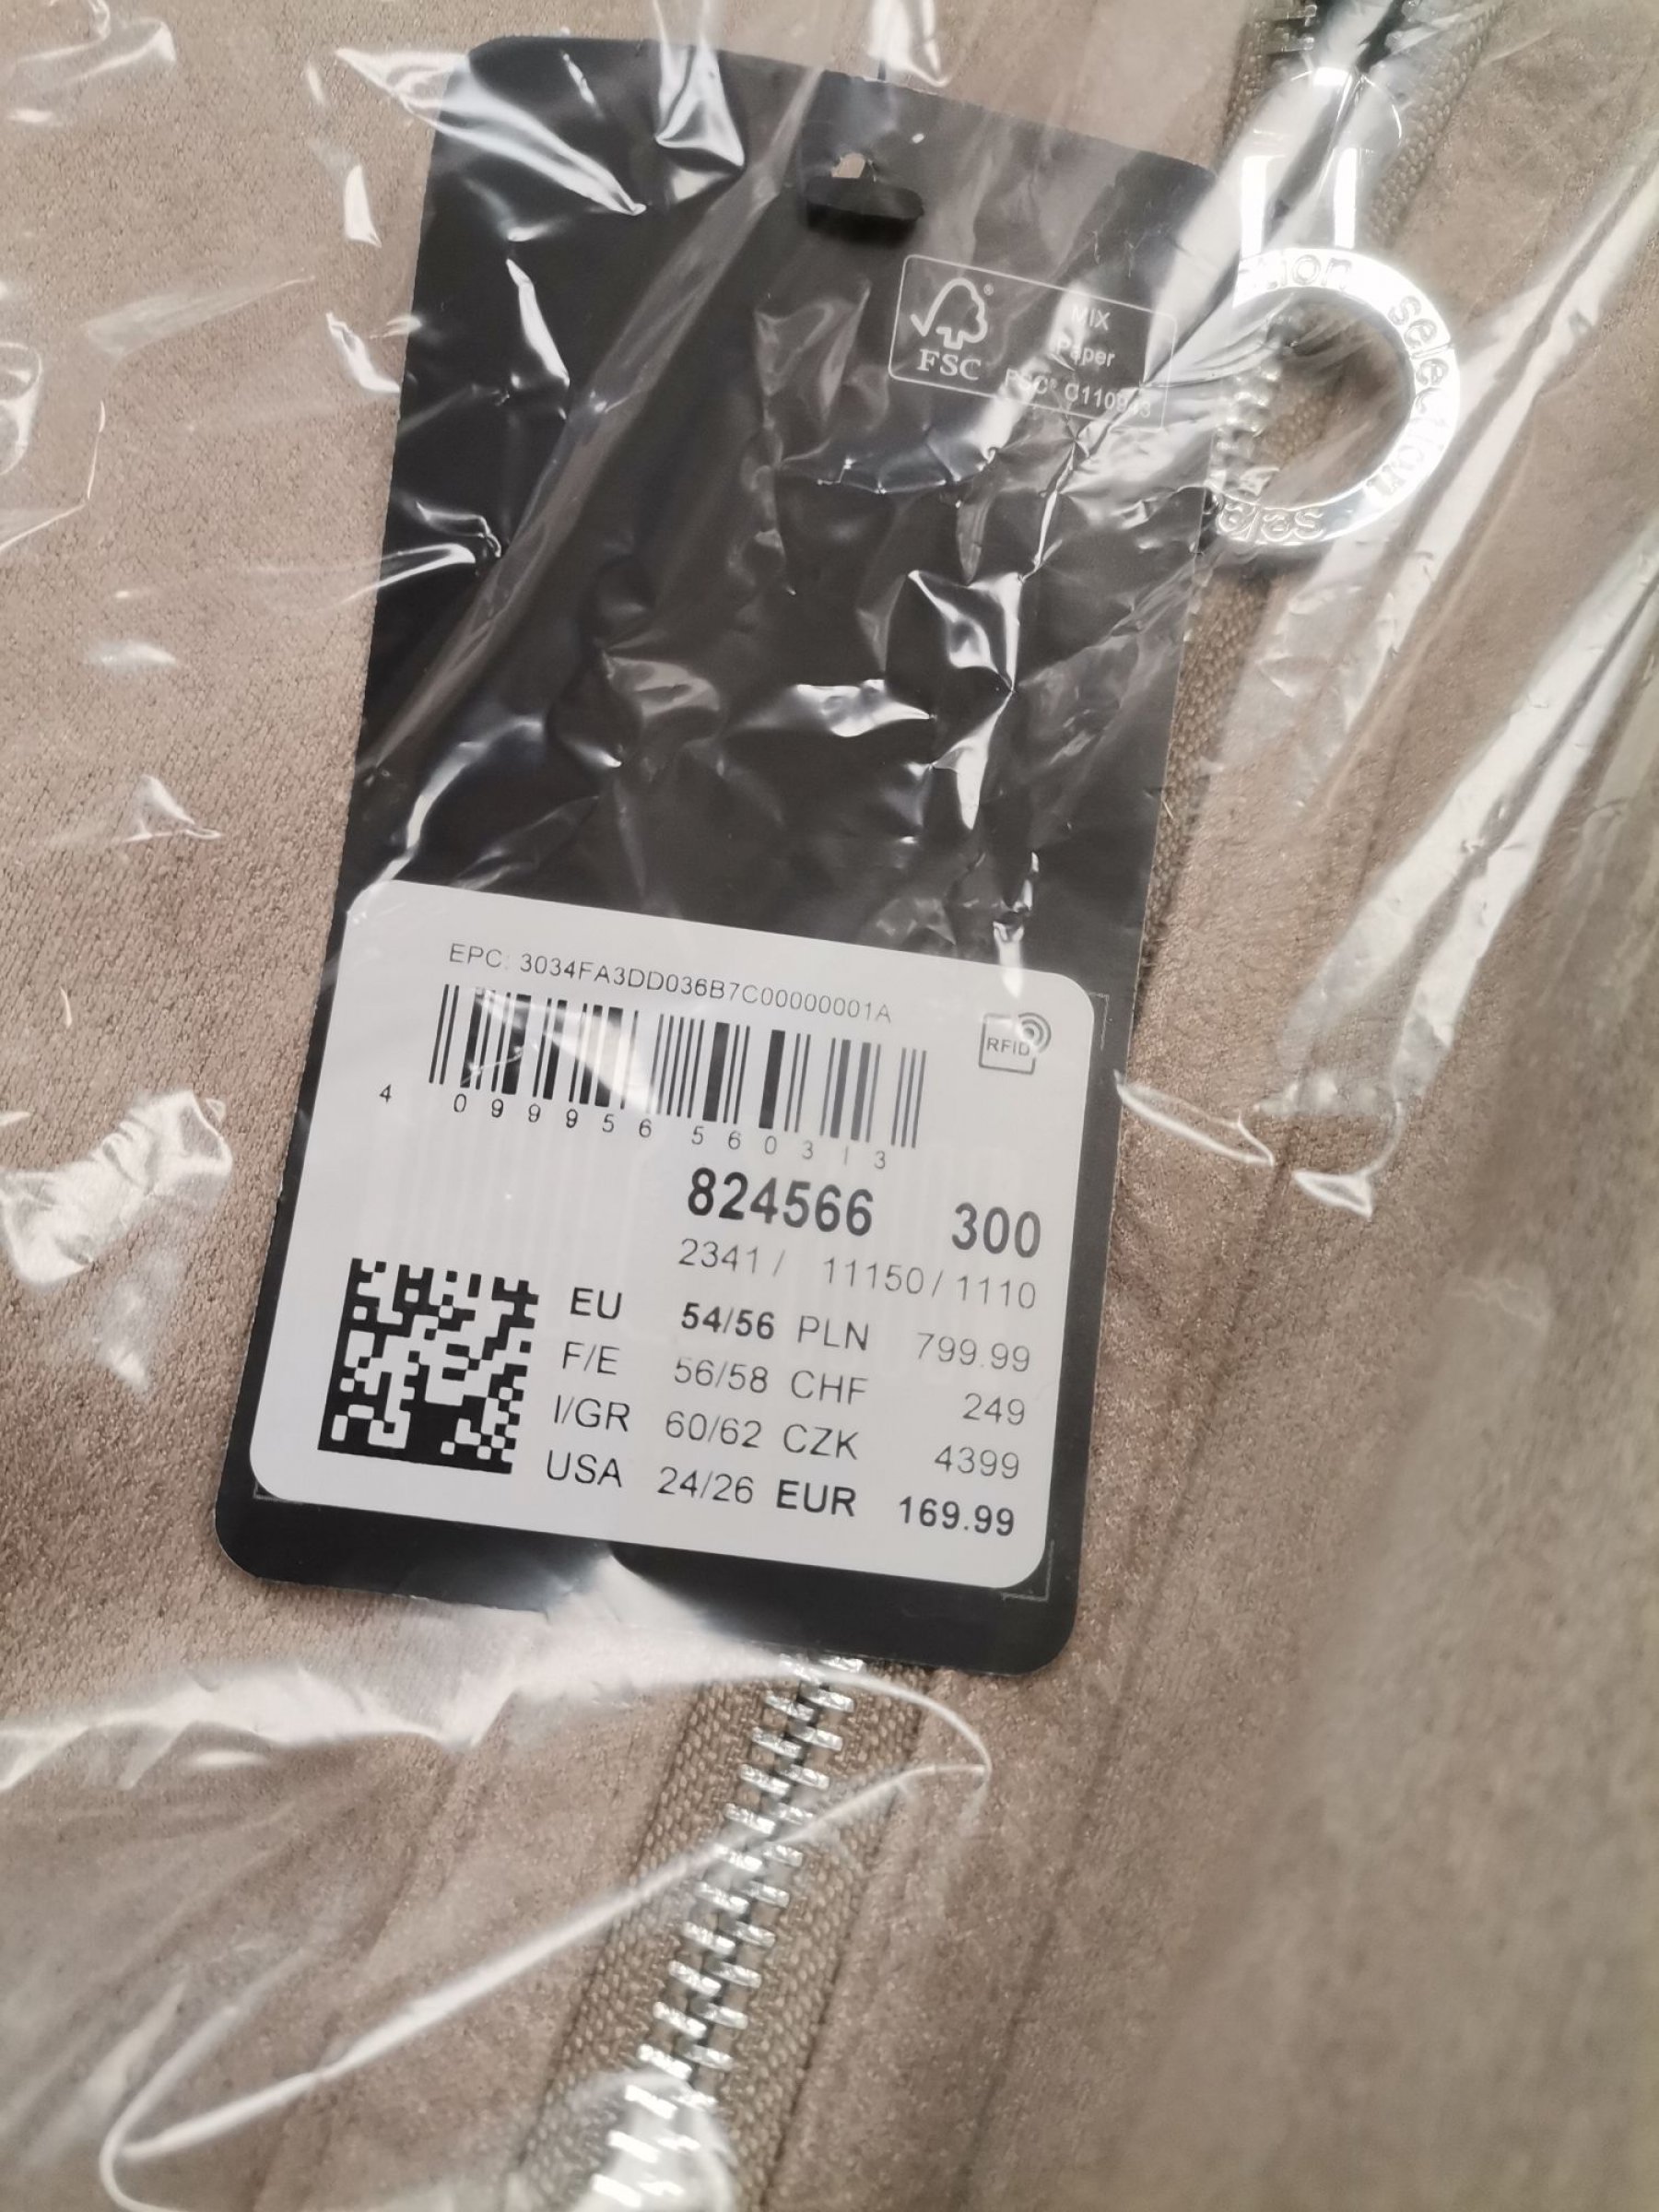 MIX
Paper
FSC
selection
EPC: 3034FA3DD036B7C00000001A
RFID
4 099956 560313
824566 300
2341 / 11150 / 1110
EU 54/56 PLN 799.99
F/E 56/58 CHF 249
I/GR 60/62 CZK 4399
USA 24/26 EUR 169.99